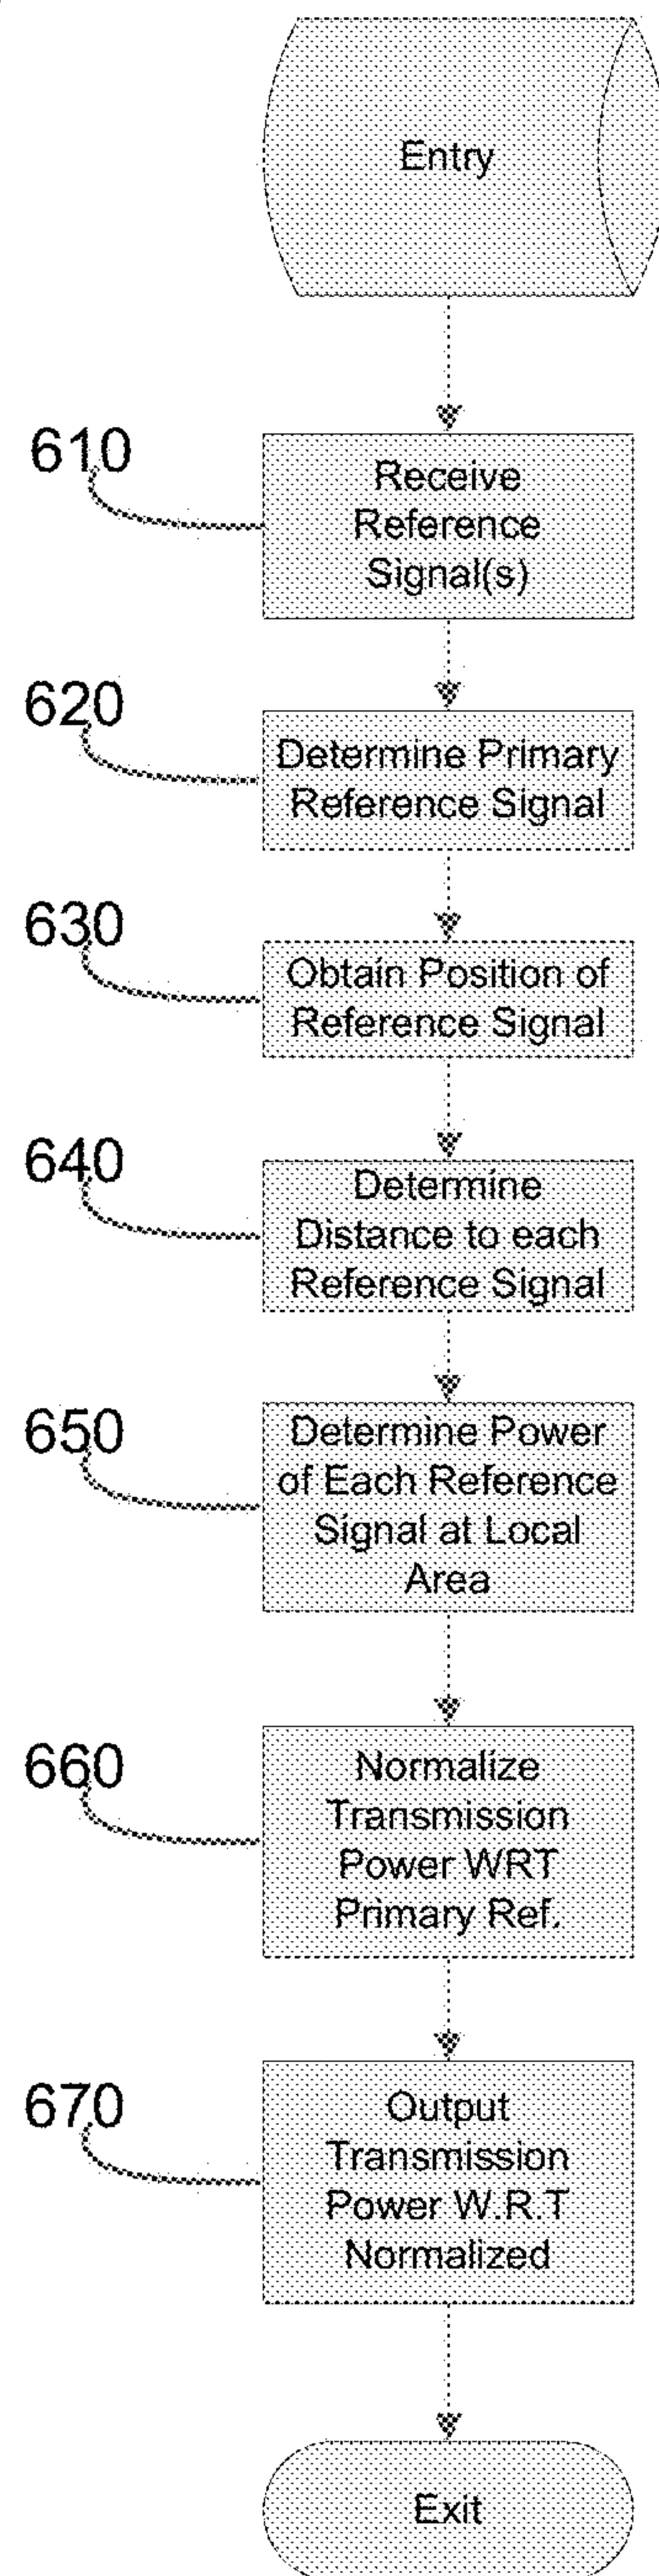 Entry
610
Receive
Reference
Signal(s)
620
Determine Primary
Reference Signal
630
Obtain Position of
Reference Signal
640
Determine
Distance to each
Reference Signal
650
Determine Power
of Each Reference
Signal at Local
Area
660
Normalize
Transmission
Power WRT
Primary Ref.
670
Output
Transmission
Power W.R.T
Normalized
Exit